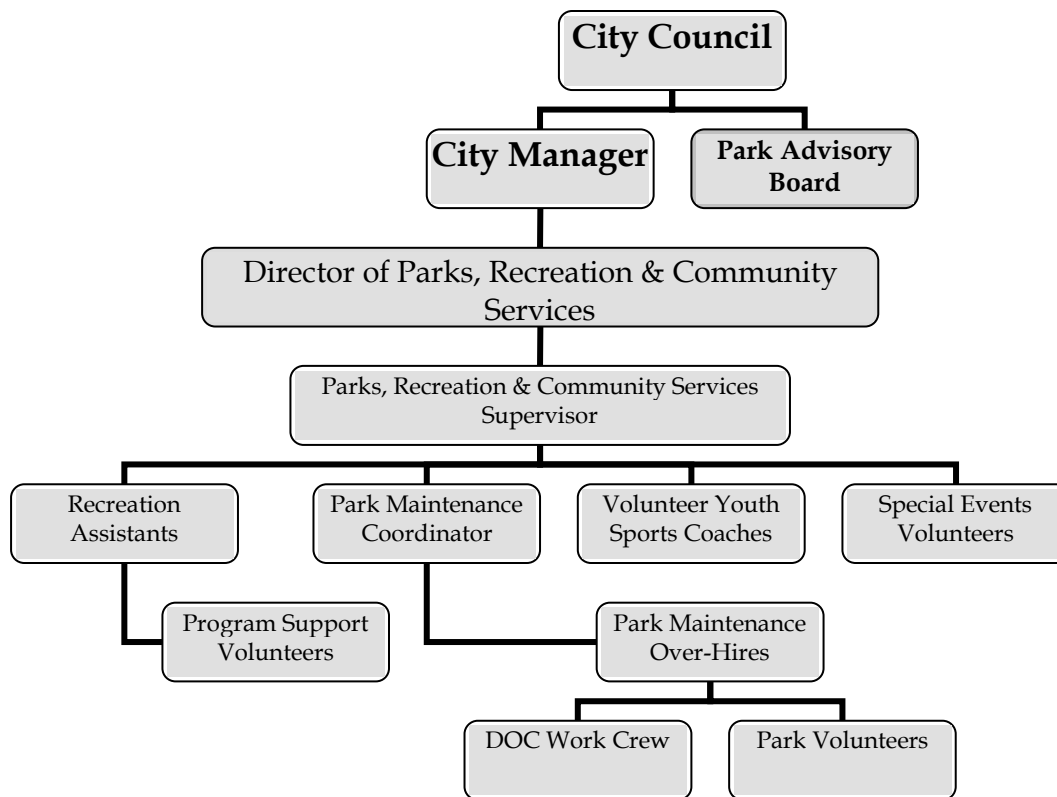 City Council
City Manager
Park Advisory
Board
Director of Parks, Recreation & Community
Services
Parks, Recreation & Community Services
Supervisor
Recreation
Assistants
Park Maintenance
Coordinator
Volunteer Youth
Sports Coaches
Special Events
Volunteers
Program Support
Volunteers
Park Maintenance
Over-Hires
DOC Work Crew
Park Volunteers